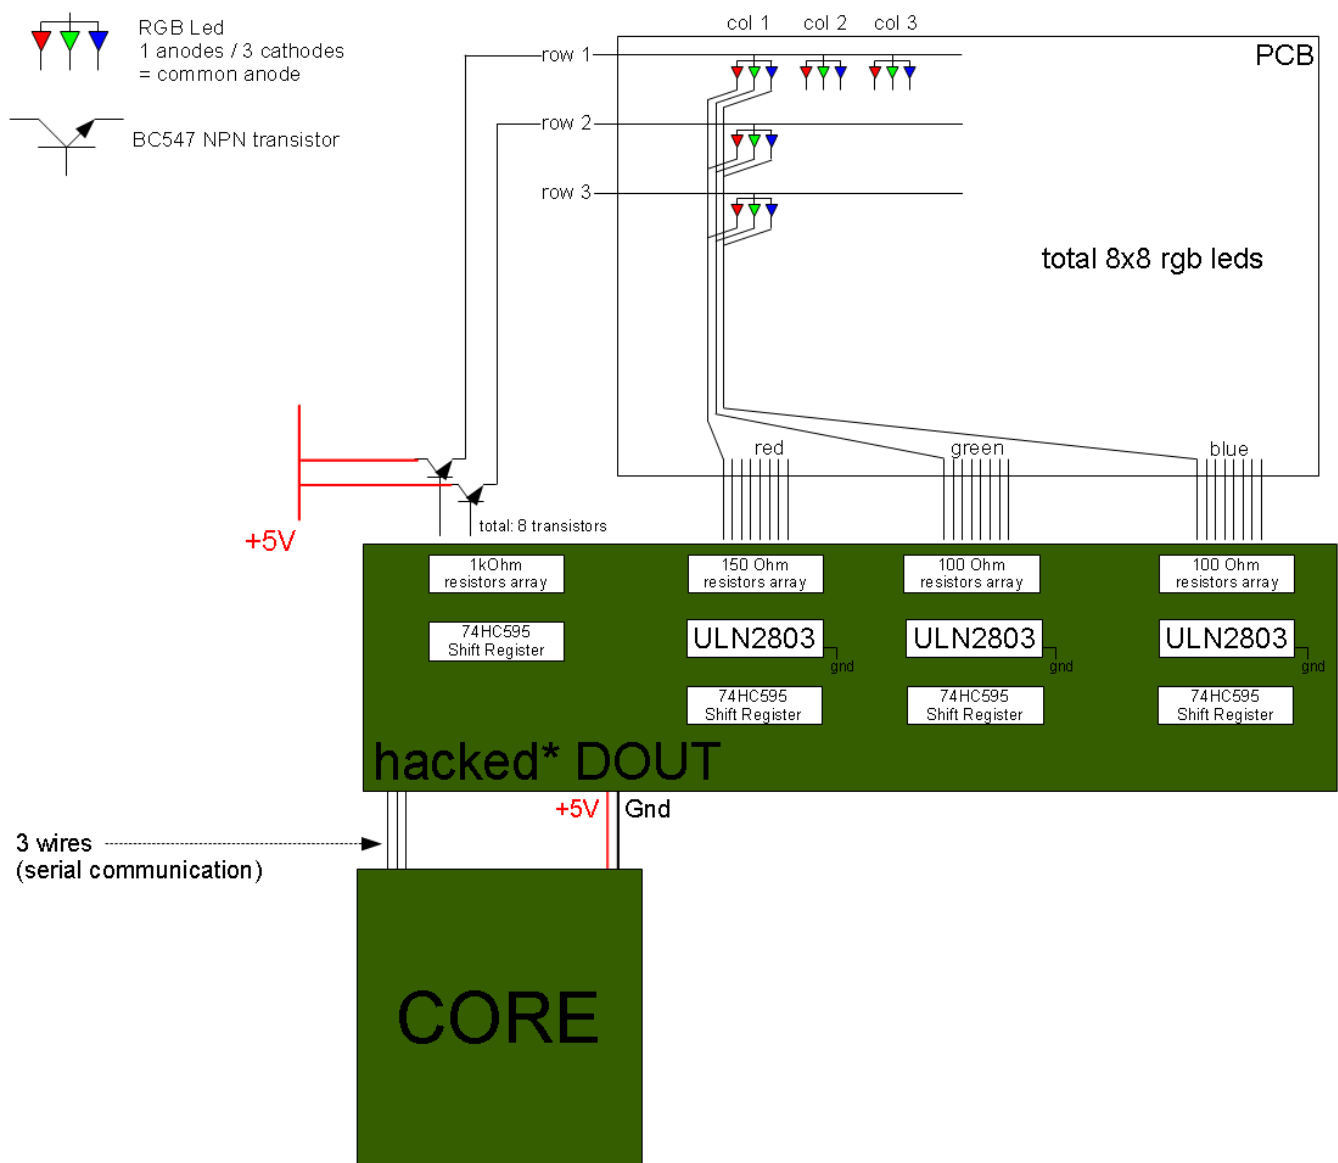 RGB Led
1 anodes / 3 cathodes
= common anode
BC547 NPN transistor
col 1 col 2 col 3
PCB
row 1
row 2
row 3
total 8x8 rgb leds
red green blue
+5V
total: 8 transistors
1kOhm
resistors array
150 Ohm
resistors array
100 Ohm
resistors array
100 Ohm
resistors array
74HC595
Shift Register
ULN2803
gnd
ULN2803
gnd
ULN2803
gnd
74HC595
Shift Register
74HC595
Shift Register
74HC595
Shift Register
hacked* DOUT
+5V Gnd
3 wires
(serial communication)
CORE